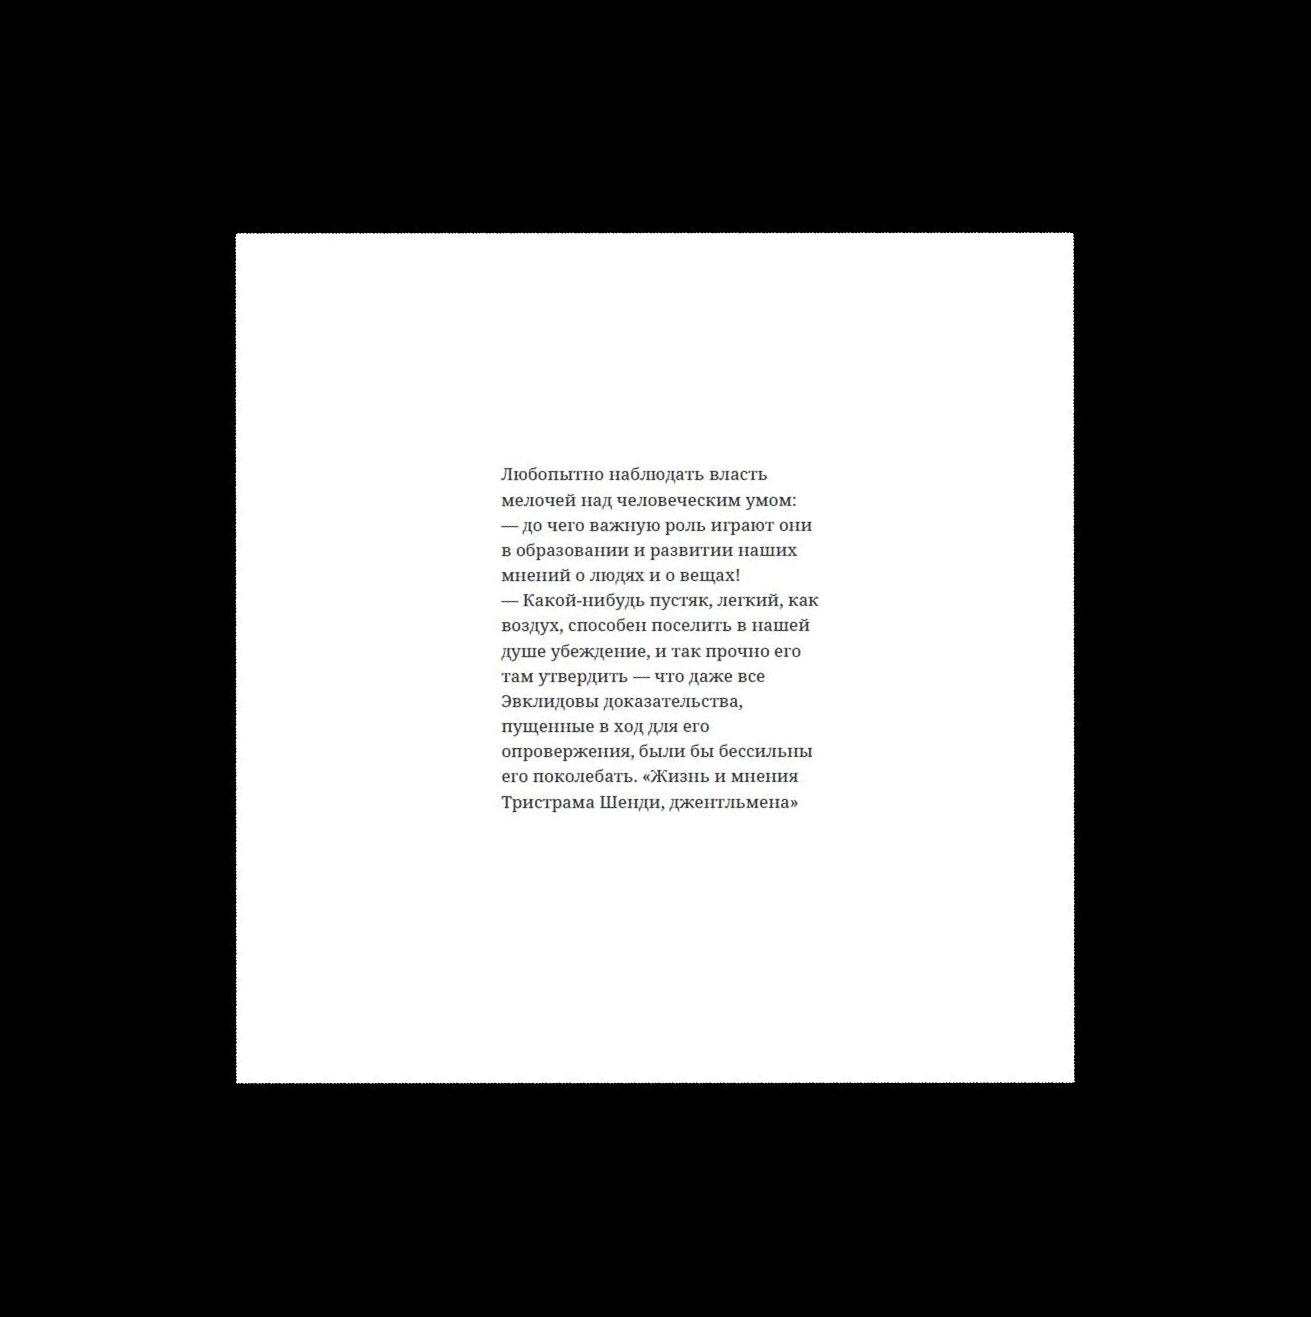 Любопытно наблюдать власть
мелочей над человеческим умом:
— до чего важную роль играют они
в образовании и развитии наших
мнений о людях и о вещах!
— Какой-нибудь пустяк, легкий, как
воздух, способен поселить в нашей
душе убеждение, и так прочно его
там утвердить — что даже все
Эвклидовы доказательства,
пущенные в ход для его
опровержения, были бы бессильны
его поколебать. «Жизнь и мнения
Тристрама Шенди, джентльмена»